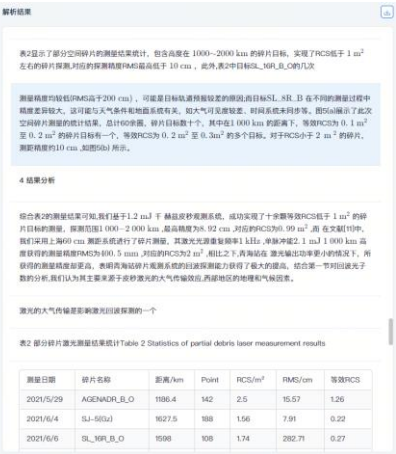 解析结果
表2显示了部分空间碎片的测量结果统计，包含高度在 1000~2000 km 的碎片目标，实现了RCS低于 1 m²
左右的碎片探测,对应的探测精度RMS最高低于 10 cm ，此外,表2中目标SL_16R_B_O的几次
测量精度均较低(RMS高于200 cm) ，可能是目标轨道预报较差的原因;而目标SL_8R_B 在不同的测量过程中
精度差异较大，这可能与天气条件和地面系统有关，如大气可见度较差、时间系统未同步等。图5(a)展示了此次
空间碎片测量的统计结果，总计60余圈，碎片目标数十个，其中在1 000 km 的距离下，等效RCS为 0. 1 m²
至 0. 2 m² 的碎片目标有一个，等效RCS为 0. 2 m² 至 0. 3m² 的多个目标。对于RCS小于 2 m² 的碎片，
测距精度约10 cm ,如图5(b) 所示。
4 结果分析
综合表2的测量结果可知,我们基于1.2 mJ 千 赫兹皮秒观测系统，成功实现了十余颗等效RCS低于 1 m² 的碎
片目标的测量，探测范围1 000-2 000 km ,最高精度为8. 92 cm ,对应的RCS为0. 99 m² ,而 在文献[11]中,
我们采用上海60 cm 测距系统进行了碎片测量，其激光光源重复频率1 kHz ,单脉冲能2. 1 mJ 1 000 km 高
度获得的测量精度RMS为400. 5 mm ,对应的RCS为2 m² ,相比之下,青海站在 激光输出功率更小的情况下，所
获得的测量精度却更高，表明青海站碎片观测系统的回波探测能力获得了极大的提高，结合第一节对回波光子
数的分析,我们认为其主要来源于皮秒激光的大气传输效应,西部地区的地理和气候因素。
激光的大气传输是影响激光回波探测的一个
表2 部分碎片激光测量结果统计Table 2 Statistics of partial debris laser measurement results
测量日期 碎片名称 距离/km Point RCS/m² RMS/cm 等效RCS
2021/5/29 AGENADR_B_O 1186.4 142 2.5 15.57 1.26
2021/6/4 SJ-5(0z) 1627.5 188 1.56 7.91 0.22
2021/6/6 SL_16R_B_O 1598 108 1.74 282.71 0.27